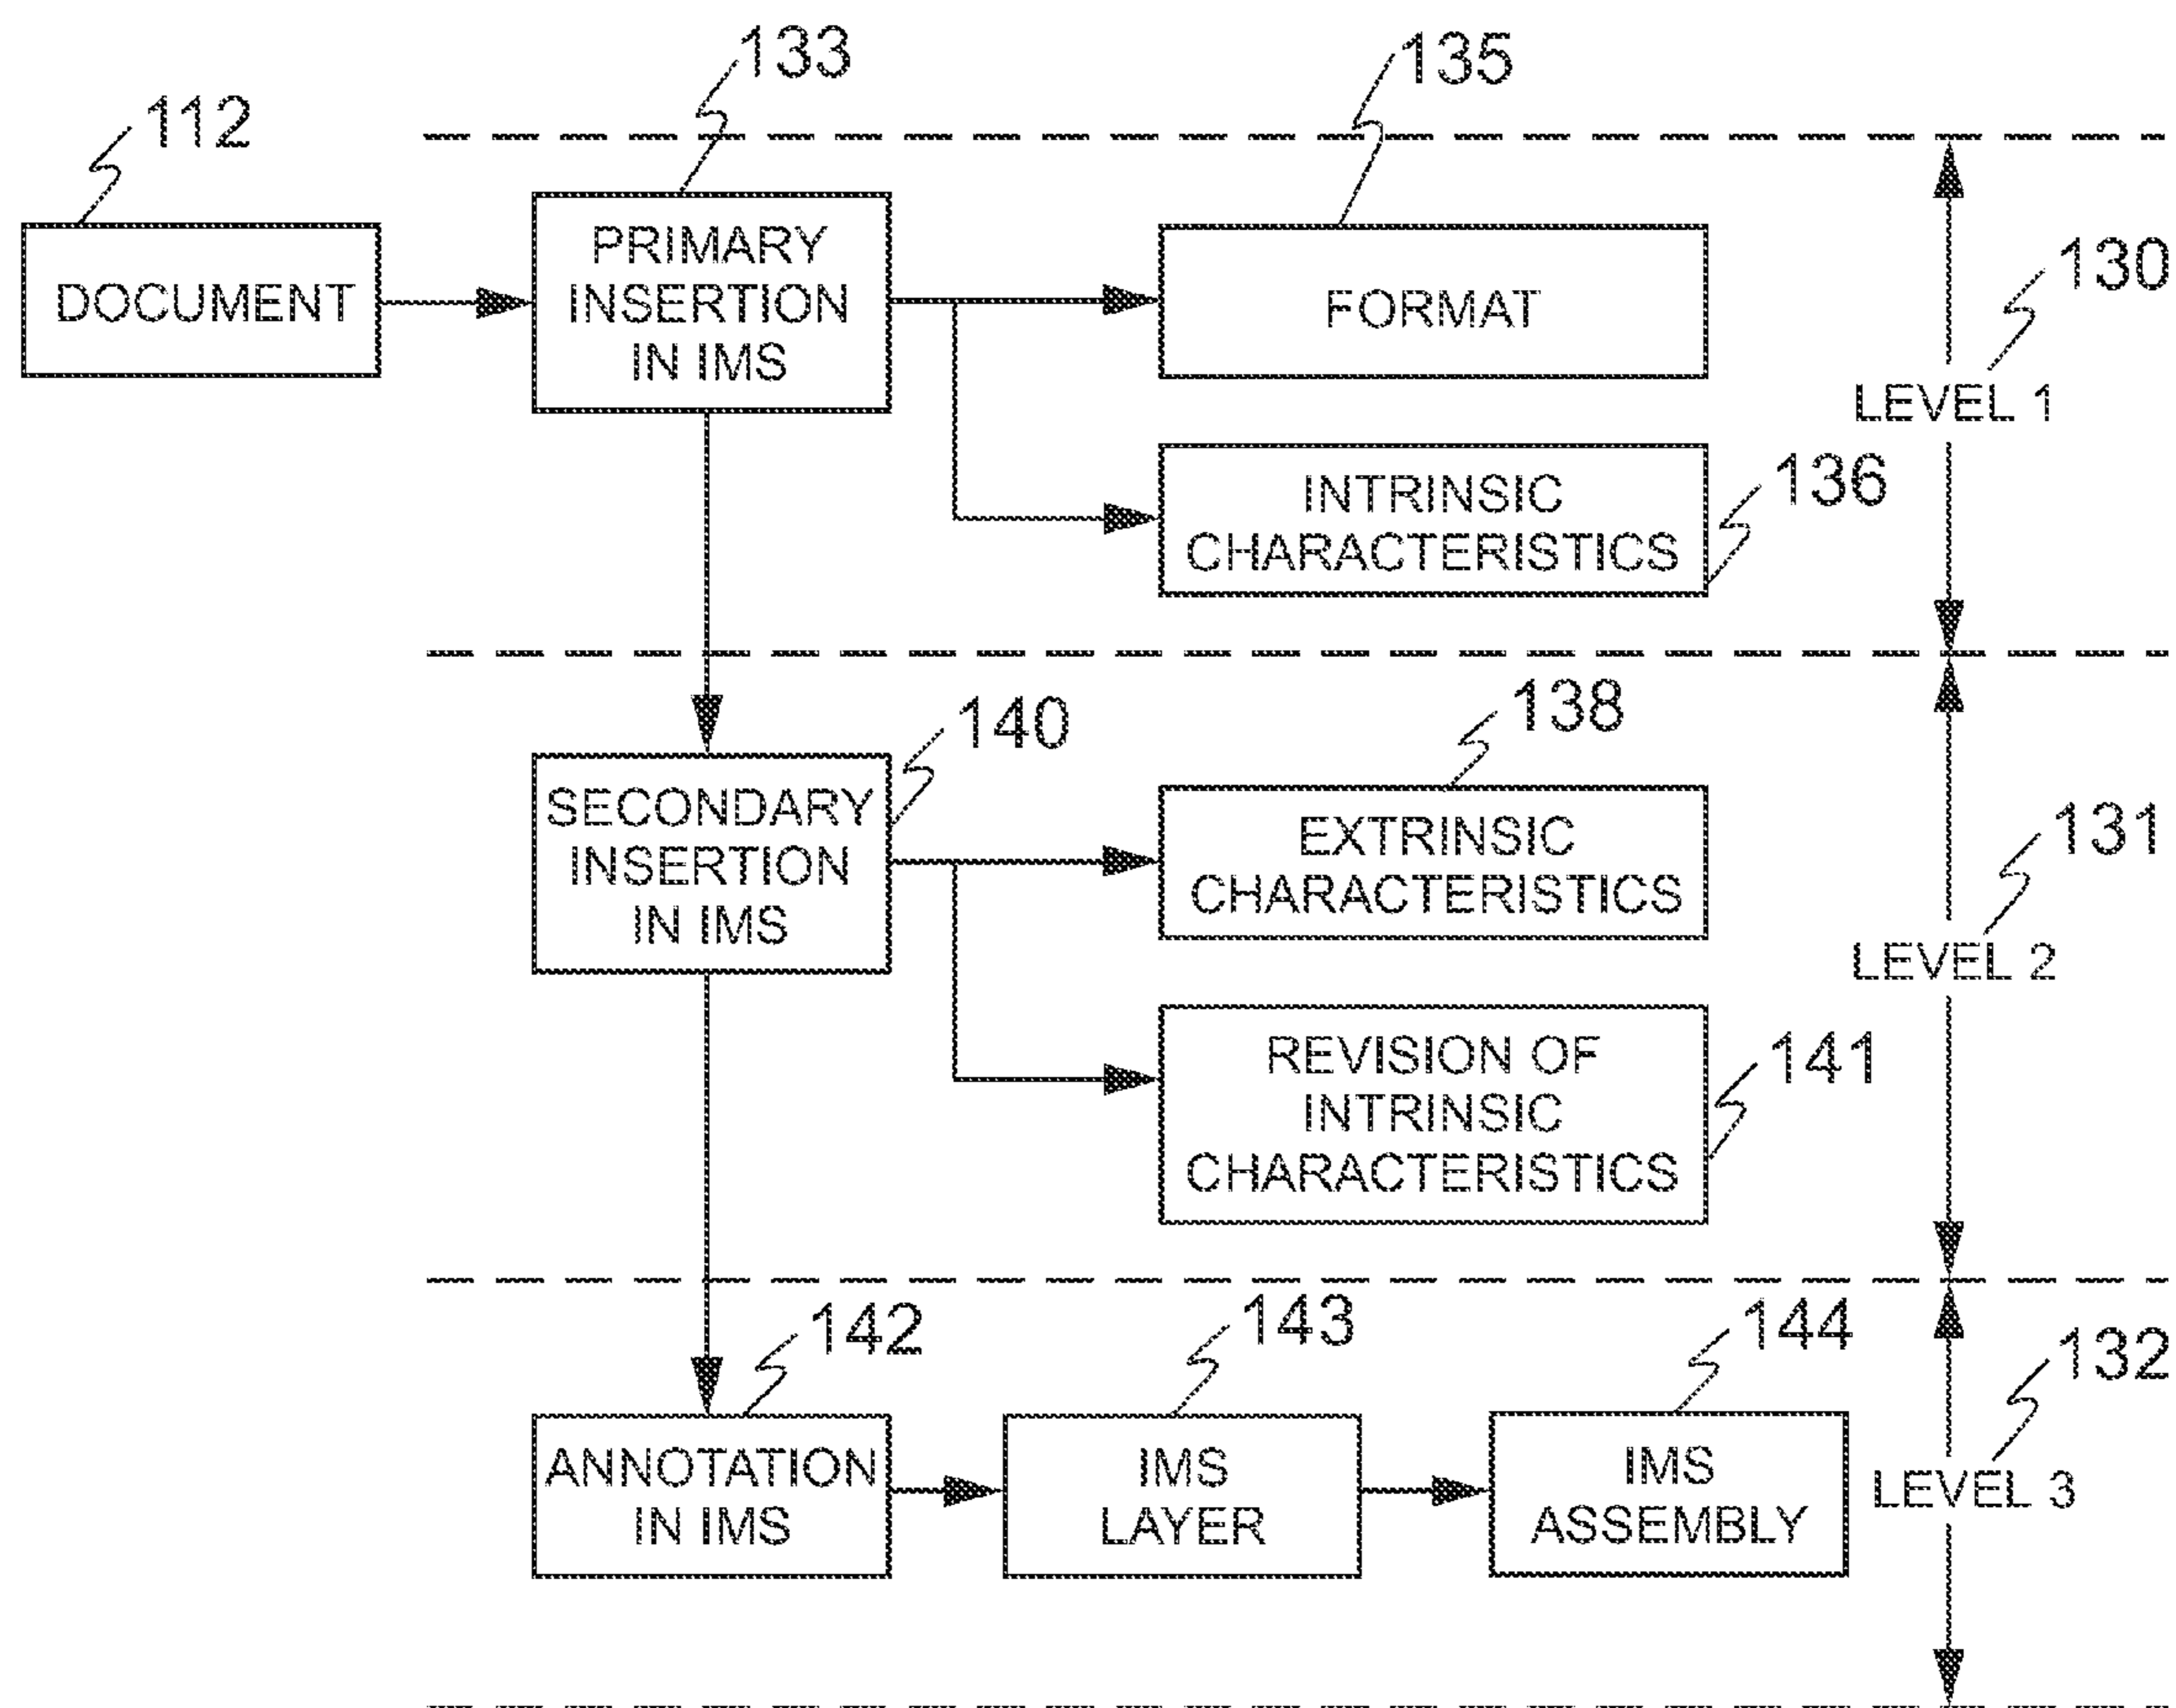 133
135
112
PRIMARY
INSERTION
IN IMS
DOCUMENT
FORMAT
130
LEVEL 1
INTRINSIC
CHARACTERISTICS
136
138
140
SECONDARY
INSERTION
IN IMS
EXTRINSIC
CHARACTERISTICS
131
LEVEL 2
REVISION OF
INTRINSIC
CHARACTERISTICS
141
142
143
144
132
ANNOTATION
IN IMS
IMS
LAYER
IMS
ASSEMBLY
LEVEL 3